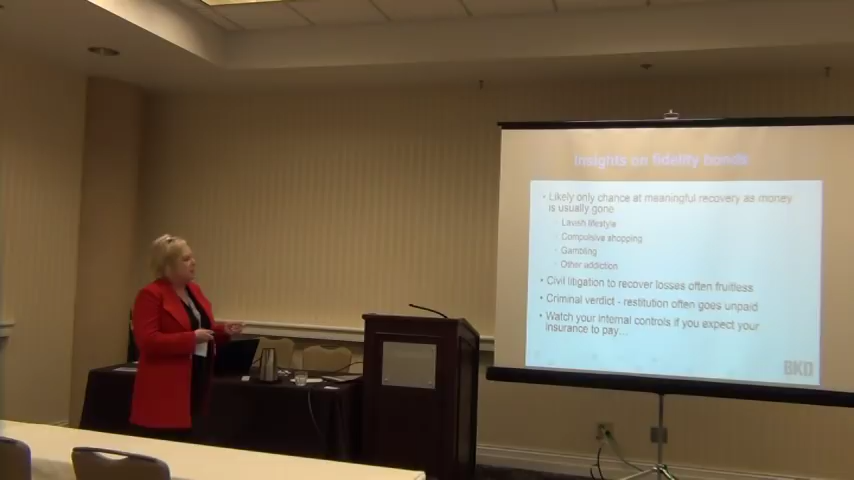 Insights on fidelity bonds
• Likely only chance at meaningful recovery as money
is usually gone
Lavish lifestyle
Compulsive shopping
Gambling
Other addiction
• Civil litigation to recover losses often fruitless
• Criminal verdict - restitution often goes unpaid
• Watch your internal controls if you expect your
insurance to pay…
BKD